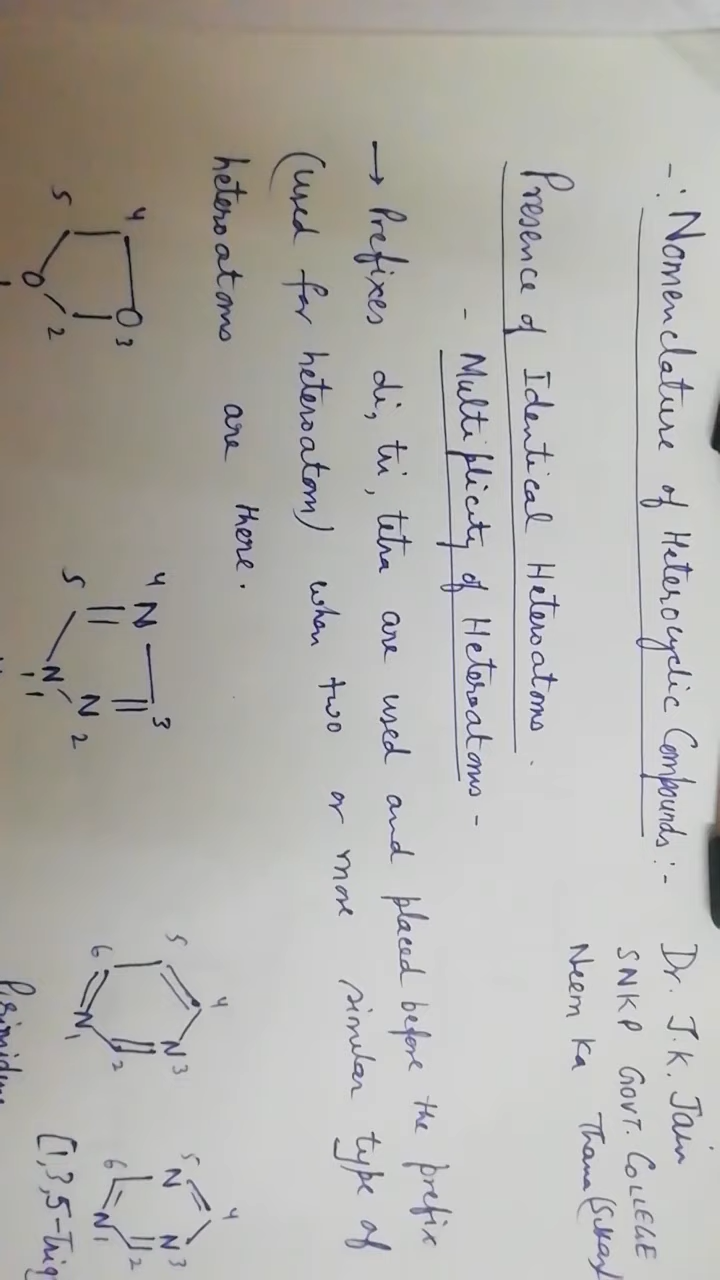 -: Nomenclature of Heterocyclic Compounds :-
Dr. J.K. Jain
SNKP GOVT. COLLEGE
Neem Ka Thana (Sikar)
Presence of Identical Heteroatoms.
- Multiplicity of Heteroatoms -
→ Prefixes di, tri, tetra are used and placed before the prefix
(used for heteroatom) when two or more similar type of
heteroatoms are there.
4 O 3
5 O 2
4 N 3
5 N N 2
5 4
6 N 1 2 N 3
5 N 4
6 N 1 2 N 3
Pyrimidine
[1,3,5-Tri